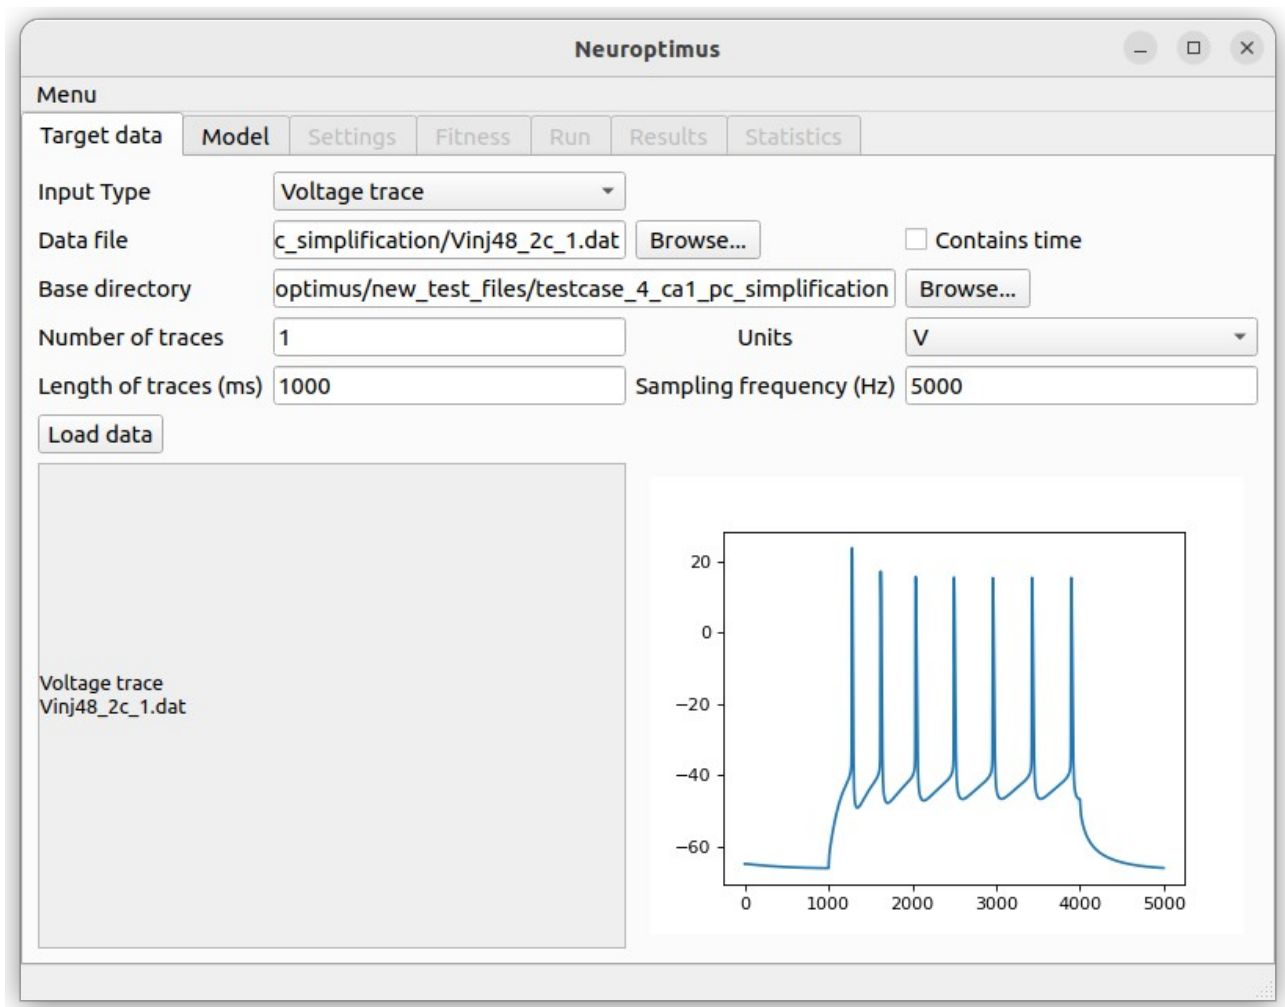 Neuroptimus
Menu
Target data Model Settings Fitness Run Results Statistics
Input Type Voltage trace
Data file c_simplification/Vinj48_2c_1.dat Browse... Contains time
Base directory optimus/new_test_files/testcase_4_ca1_pc_simplification Browse...
Number of traces 1 Units V
Length of traces (ms) 1000 Sampling frequency (Hz) 5000
Load data
Voltage trace
Vinj48_2c_1.dat
20
0
−20
−40
−60
0 1000 2000 3000 4000 5000